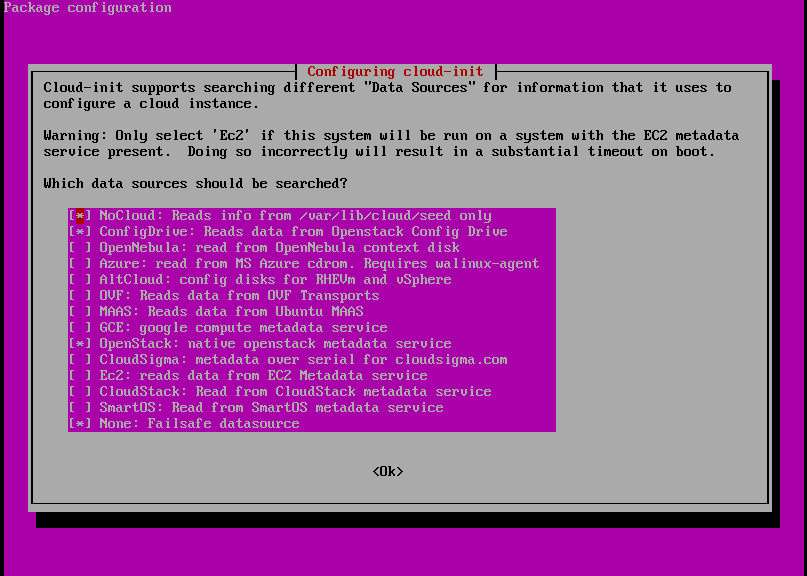 Package configuration
Configuring cloud-init
Cloud-init supports searching different "Data Sources" for information that it uses to
configure a cloud instance.
Warning: Only select 'Ec2' if this system will be run on a system with the EC2 metadata
service present.  Doing so incorrectly will result in a substantial timeout on boot.
Which data sources should be searched?
[*] NoCloud: Reads info from /var/lib/cloud/seed only
[*] ConfigDrive: Reads data from Openstack Config Drive
[ ] OpenNebula: read from OpenNebula context disk
[ ] Azure: read from MS Azure cdrom. Requires walinux-agent
[ ] AltCloud: config disks for RHEVm and vSphere
[ ] OVF: Reads data from OVF Transports
[ ] MAAS: Reads data from Ubuntu MAAS
[ ] GCE: google compute metadata service
[*] OpenStack: native openstack metadata service
[ ] CloudSigma: metadata over serial for cloudsigma.com
[ ] Ec2: reads data from EC2 Metadata service
[ ] CloudStack: Read from CloudStack metadata service
[ ] SmartOS: Read from SmartOS metadata service
[*] None: Failsafe datasource
<Ok>